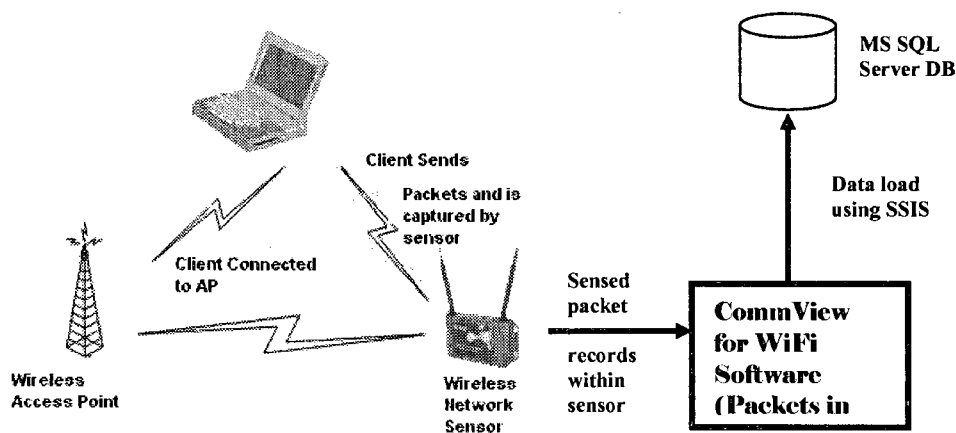 MS SQL
Server DB
Client Sends
Packets and is
captured by
sensor
Data load
using SSIS
Client Connected
to AP
Sensed
packet
records
within
sensor
CommView
for WiFi
Software
(Packets in
Wireless
Access Point
Wireless
Network
Sensor